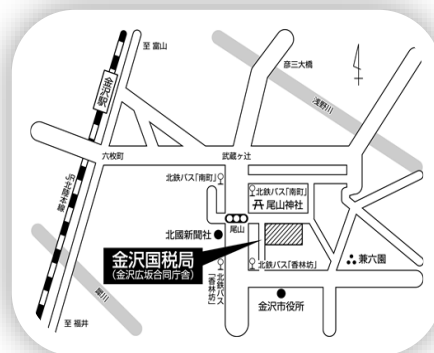 至 富山
金沢駅
彦三大橋
浅野川
六枚町
武蔵ヶ辻
JR北陸本線
北鉄バス「南町」
北鉄バス「南町」
尾山神社
尾山
北國新聞社
金沢国税局
(金沢広坂合同庁舎)
北鉄バス「香林坊」
北鉄バス
「香林坊」
兼六園
犀川
金沢市役所
至 福井